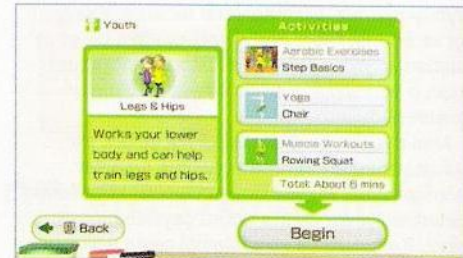 Youth
Legs & Hips
Works your lower
body and can help
train legs and hips.
Activities
Aerobic Exercises
Step Basics
Yoga
Chair
Muscle Workouts
Rowing Squat
Total: About 6 mins
Back
Begin